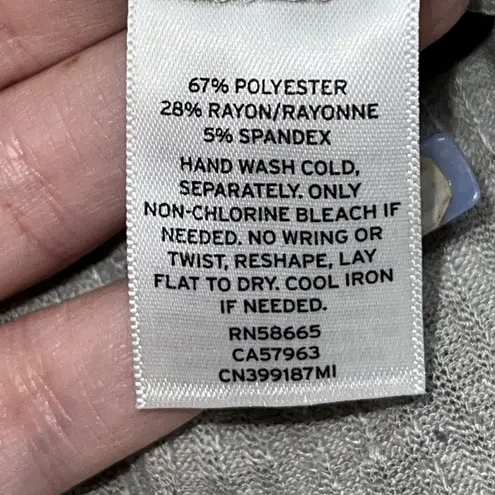 67% POLYESTER
28% RAYON/RAYONNE
5% SPANDEX
HAND WASH COLD,
SEPARATELY. ONLY
NON-CHLORINE BLEACH IF
NEEDED. NO WRING OR
TWIST, RESHAPE, LAY
FLAT TO DRY. COOL IRON
IF NEEDED.
RN58665
CA57963
CN399187MI